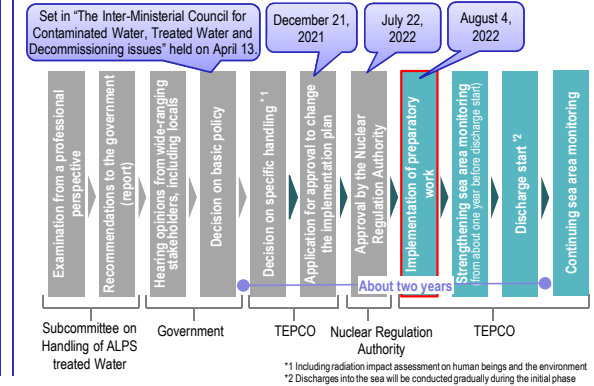 Set in “The Inter-Ministerial Council for
Contaminated Water, Treated Water and
Decommissioning issues” held on April 13.
December 21,
2021
July 22,
2022
August 4,
2022
Examination from a professional
perspective
Recommendations to the government
(report)
Hearing opinions from wide-ranging
stakeholders, including locals
Decision on basic policy
Decision on specific handling *1
Application for approval to change
the implementation plan
Approval by the Nuclear
Regulation Authority
Implementation of preparatory
work
Strengthening sea area monitoring
(from about one year before discharge start)
Discharge start *2
Continuing sea area monitoring
About two years
Subcommittee on
Handling of ALPS
treated Water
Government
TEPCO
Nuclear Regulation
Authority
TEPCO
*1 Including radiation impact assessment on human beings and the environment
*2 Discharges into the sea will be conducted gradually during the initial phase